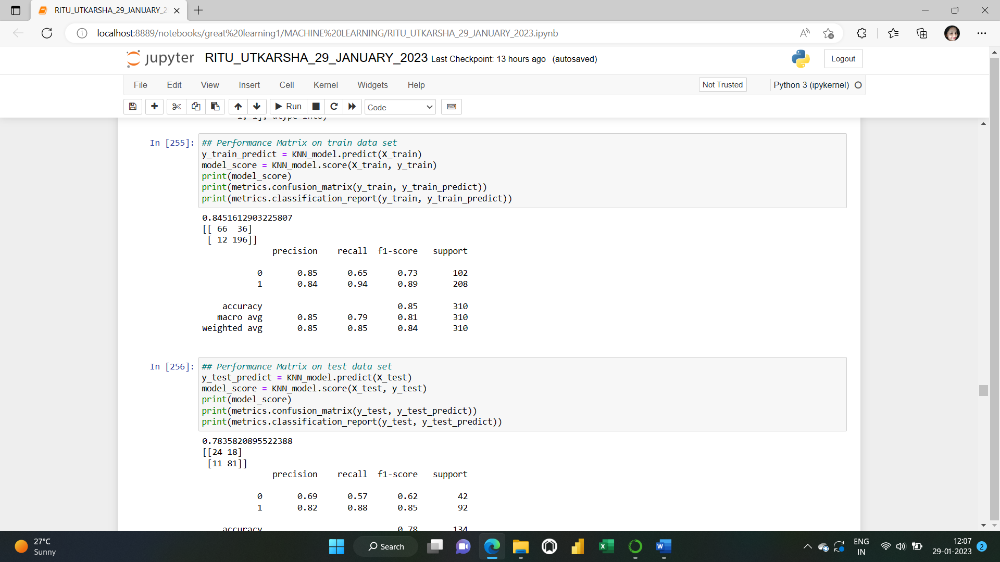 RITU_UTKARSHA_29_JANUARY_2
localhost:8889/notebooks/great%20learning1/MACHINE%20LEARNING/RITU_UTKARSHA_29_JANUARY_2023.ipynb
jupyter RITU_UTKARSHA_29_JANUARY_2023 Last Checkpoint: 13 hours ago (autosaved)
Logout
File Edit View Insert Cell Kernel Widgets Help
Not Trusted Python 3 (ipykernel)
Run Code
In [255]: ## Performance Matrix on train data set
y_train_predict = KNN_model.predict(X_train)
model_score = KNN_model.score(X_train, y_train)
print(model_score)
print(metrics.confusion_matrix(y_train, y_train_predict))
print(metrics.classification_report(y_train, y_train_predict))
0.8451612903225807
[[ 66  36]
 [ 12 196]]
precision recall f1-score support
0 0.85 0.65 0.73 102
1 0.84 0.94 0.89 208
accuracy 0.85 310
macro avg 0.85 0.79 0.81 310
weighted avg 0.85 0.85 0.84 310
In [256]: ## Performance Matrix on test data set
y_test_predict = KNN_model.predict(X_test)
model_score = KNN_model.score(X_test, y_test)
print(model_score)
print(metrics.confusion_matrix(y_test, y_test_predict))
print(metrics.classification_report(y_test, y_test_predict))
0.7835820895522388
[[24 18]
 [11 81]]
precision recall f1-score support
0 0.69 0.57 0.62 42
1 0.82 0.88 0.85 92
accuracy 0.78 134
27°C
Sunny
Search
ENG
IN
12:07
29-01-2023
2